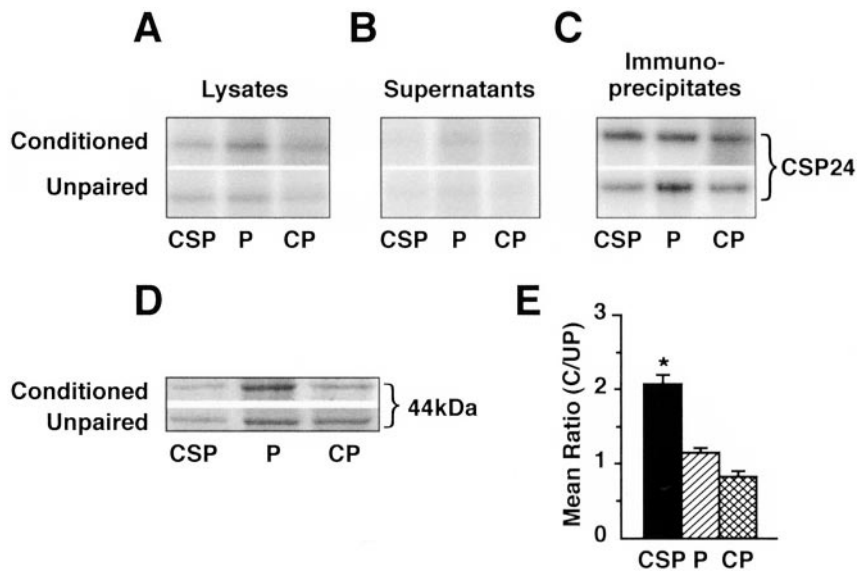 A
B
C
Lysates
Supernatants
Immuno-
precipitates
Conditioned
Unpaired
CSP24
CSP P CP
CSP P CP
CSP P CP
D
Conditioned
Unpaired
44kDa
CSP P CP
E
Mean Ratio (C/UP)
3
2
1
0
*
CSP P CP